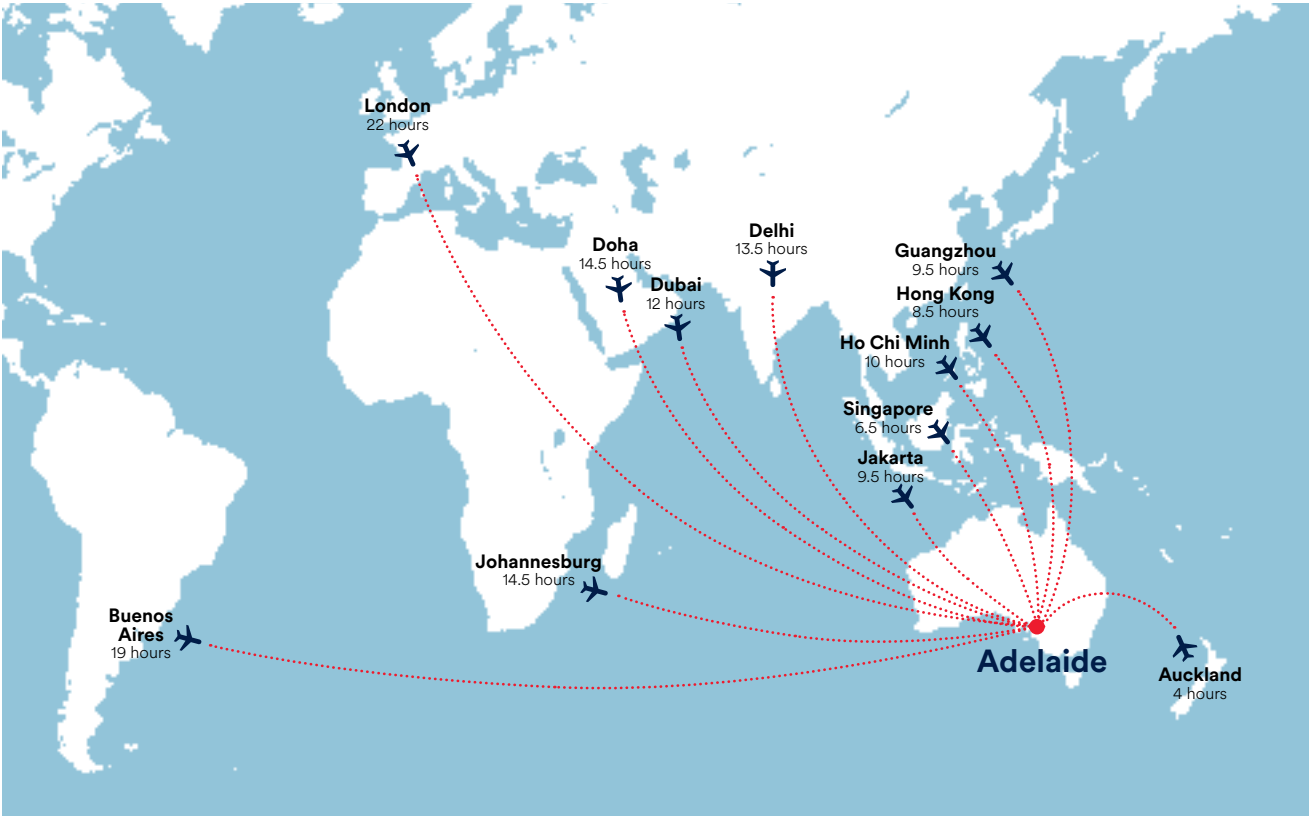 London
22 hours
Doha
14.5 hours
Dubai
12 hours
Delhi
13.5 hours
Guangzhou
9.5 hours
Hong Kong
8.5 hours
Ho Chi Minh
10 hours
Singapore
6.5 hours
Jakarta
9.5 hours
Johannesburg
14.5 hours
Buenos
Aires
19 hours
Adelaide
Auckland
4 hours